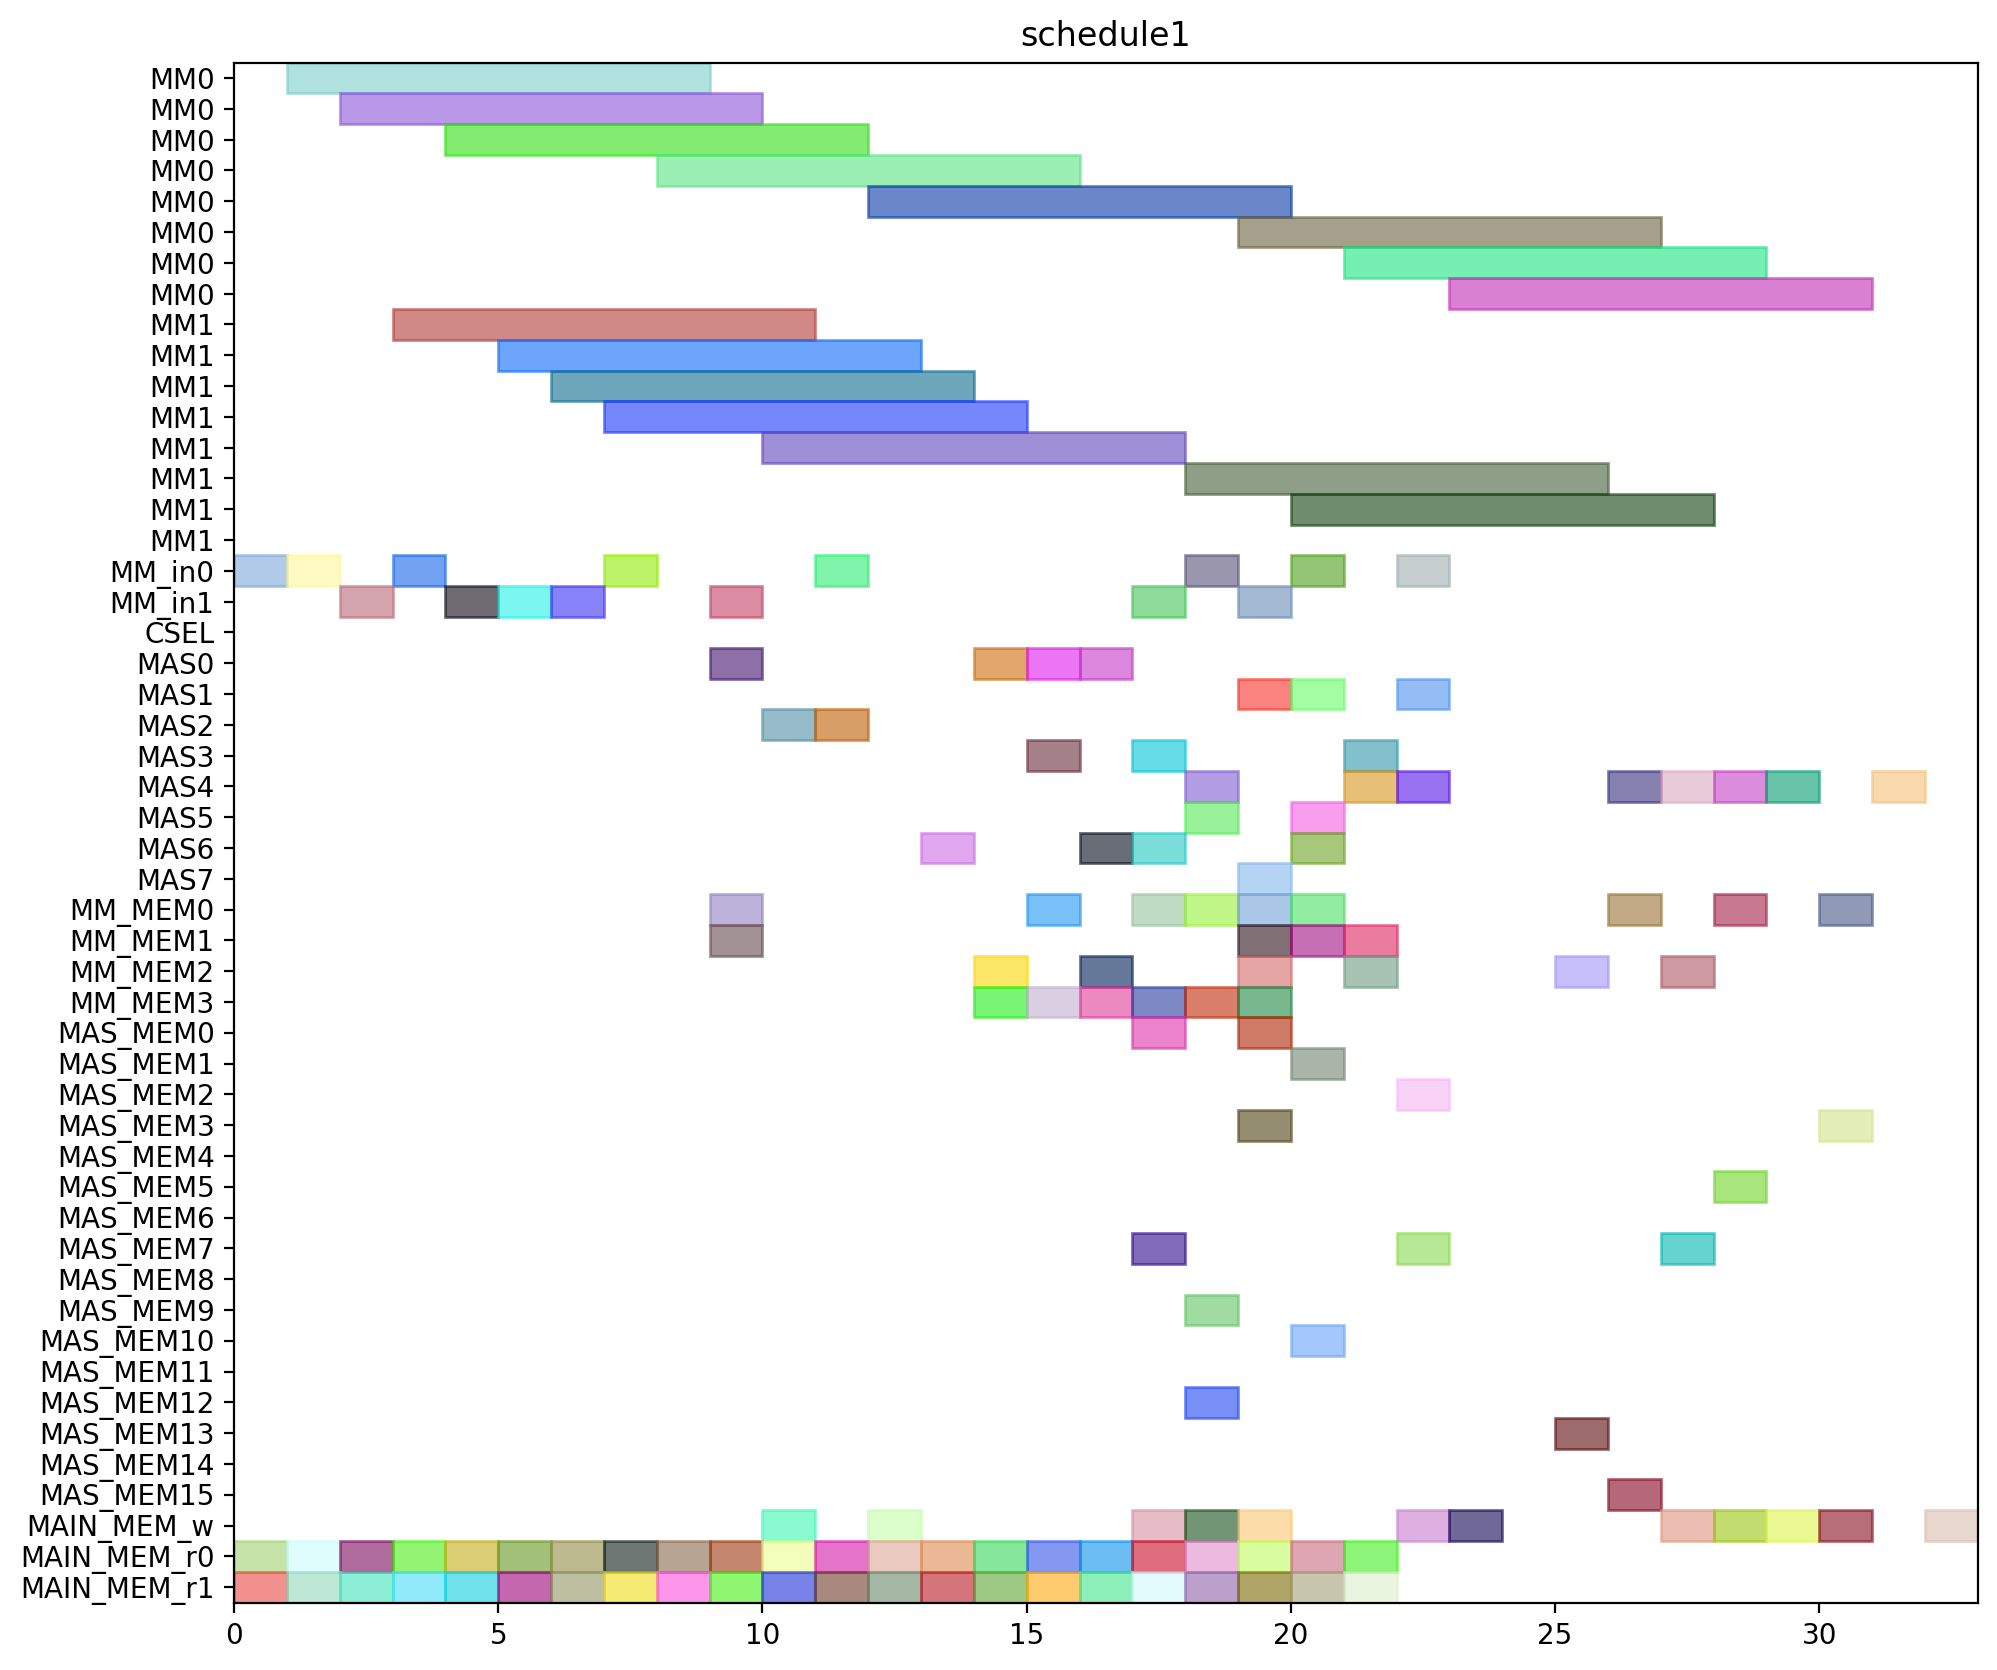 schedule1
MM0
MM0
MM0
MM0
MM0
MM0
MM0
MM0
MM1
MM1
MM1
MM1
MM1
MM1
MM1
MM1
MM_in0
MM_in1
CSEL
MAS0
MAS1
MAS2
MAS3
MAS4
MAS5
MAS6
MAS7
MM_MEM0
MM_MEM1
MM_MEM2
MM_MEM3
MAS_MEM0
MAS_MEM1
MAS_MEM2
MAS_MEM3
MAS_MEM4
MAS_MEM5
MAS_MEM6
MAS_MEM7
MAS_MEM8
MAS_MEM9
MAS_MEM10
MAS_MEM11
MAS_MEM12
MAS_MEM13
MAS_MEM14
MAS_MEM15
MAIN_MEM_w
MAIN_MEM_r0
MAIN_MEM_r1
0 5 10 15 20 25 30